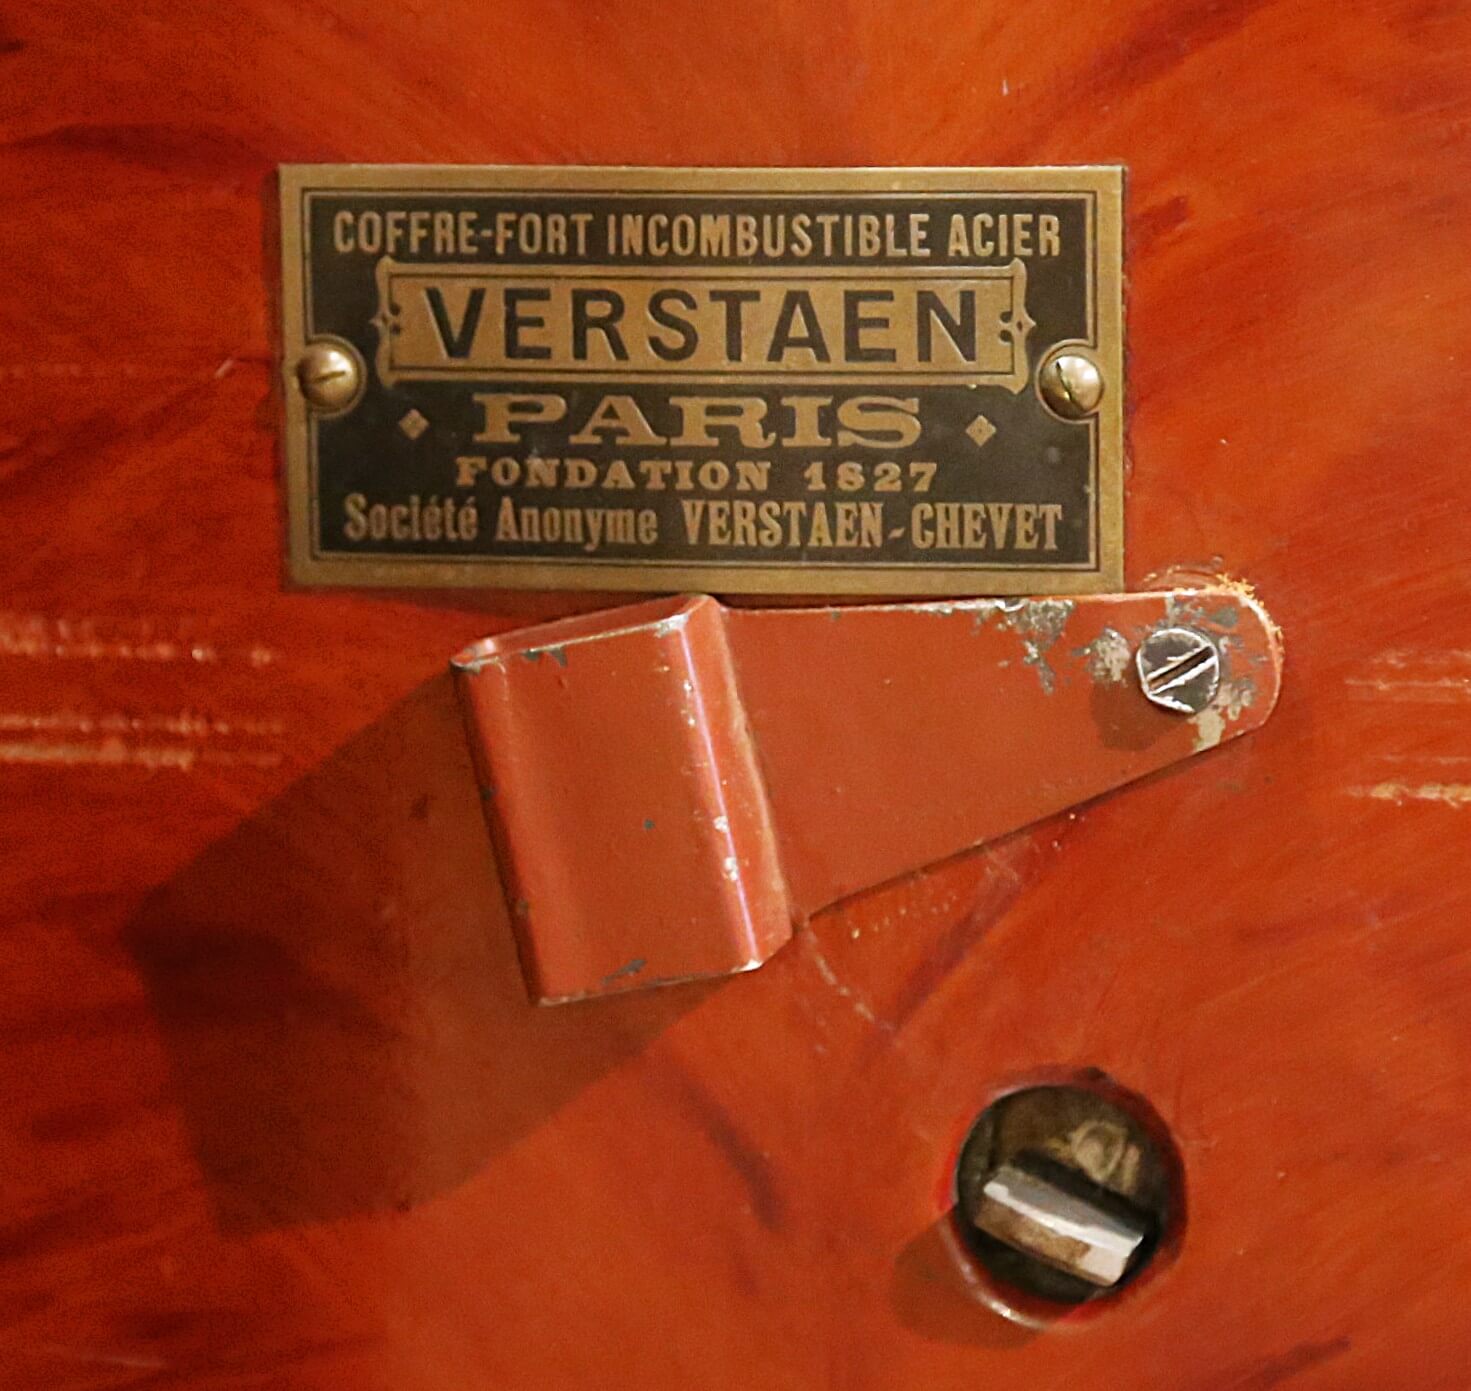 COFFRE-FORT INCOMBUSTIBLE ACIER
VERSTAEN
PARIS
FONDATION 1827
Société Anonyme VERSTAEN-CHEVET